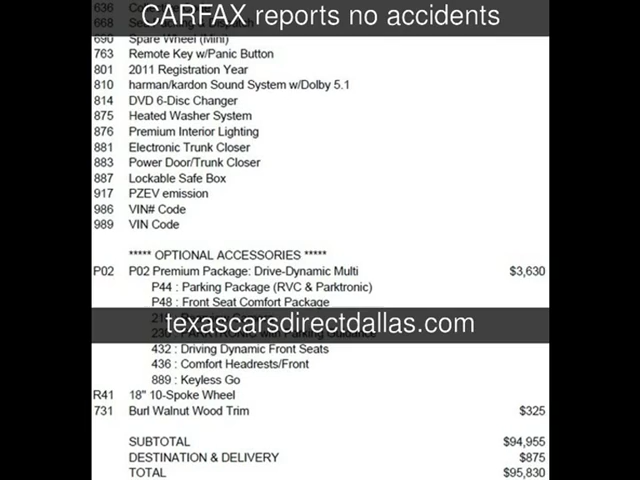 CARFAX reports no accidents
636
668
690 Spare Wheel (Mini)
763 Remote Key w/Panic Button
801 2011 Registration Year
810 harman/kardon Sound System w/Dolby 5.1
814 DVD 6-Disc Changer
875 Heated Washer System
876 Premium Interior Lighting
881 Electronic Trunk Closer
883 Power Door/Trunk Closer
887 Lockable Safe Box
917 PZEV emission
986 VIN# Code
989 VIN Code
***** OPTIONAL ACCESSORIES *****
P02 P02 Premium Package: Drive-Dynamic Multi $3,630
P44 : Parking Package (RVC & Parktronic)
P48 : Front Seat Comfort Package
texascarsdirectdallas.com
432 : Driving Dynamic Front Seats
436 : Comfort Headrests/Front
889 : Keyless Go
R41 18" 10-Spoke Wheel
731 Burl Walnut Wood Trim $325
SUBTOTAL $94,955
DESTINATION & DELIVERY $875
TOTAL $95,830